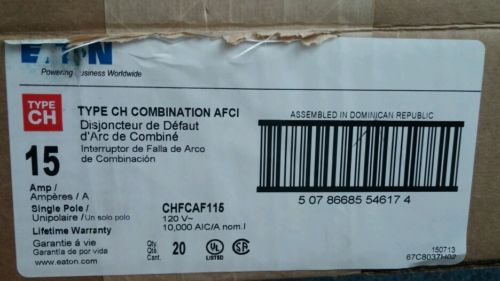 EATON
Powering Business Worldwide
TYPE
CH
TYPE CH COMBINATION AFCI
Disjoncteur de Défaut
d'Arc de Combiné
Interruptor de Falla de Arco
de Combinación
15
Amp /
Ampères / A
Single Pole /
Unipolaire / Un solo polo
Lifetime Warranty
Garantie á vie
Garantía de por vida
www.eaton.com
CHFCAF115
120 V~
10,000 AIC/A nom.I
Qty.
Qté.
Cant.
20
UL
SA
ASSEMBLED IN DOMINICAN REPUBLIC
5 07 86685 54617 4
150713
67C8037H02